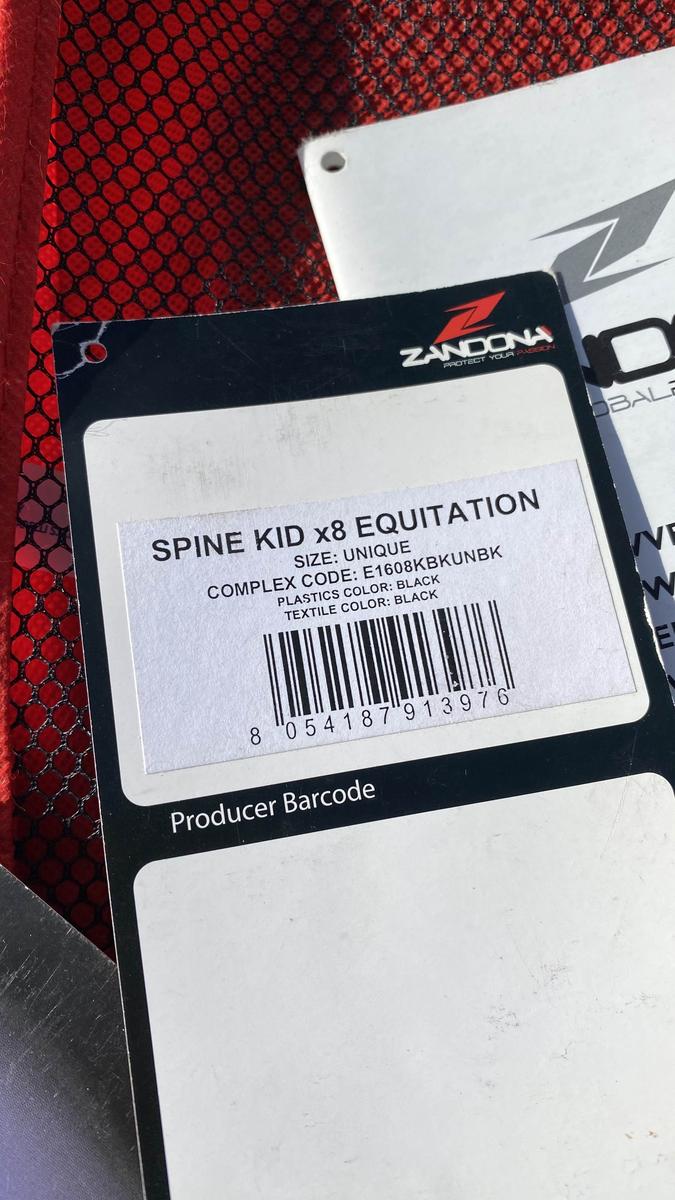 ZANDONA
PROTECT YOUR PASSION
SPINE KID x8 EQUITATION
SIZE: UNIQUE
COMPLEX CODE: E1608KBKUNBK
PLASTICS COLOR: BLACK
TEXTILE COLOR: BLACK
8 054187 913976
Producer Barcode